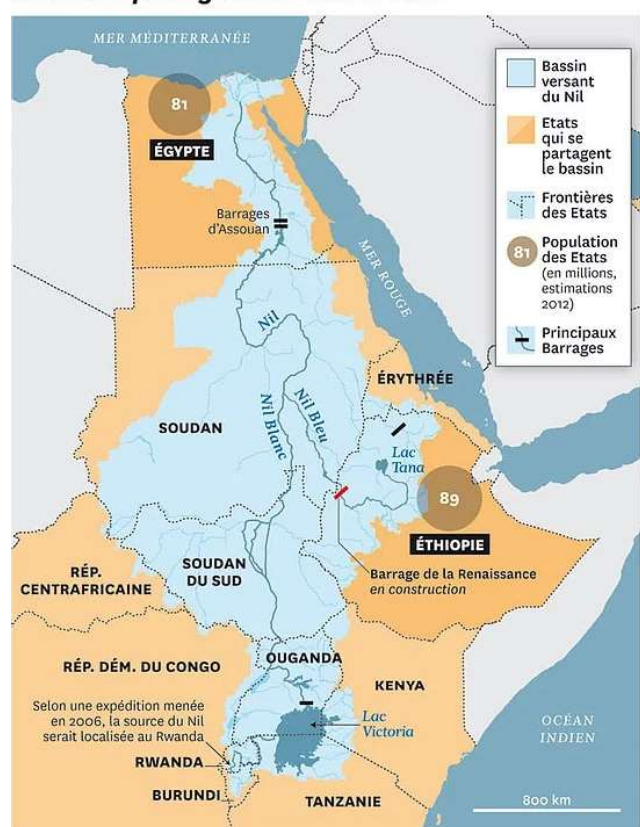 MER MÉDITERRANÉE
81
ÉGYPTE
Barrages
d'Assouan
MER ROUGE
Nil
Nil Blanc
Nil Bleu
SOUDAN
ÉRYTHRÉE
Lac
Tana
89
ÉTHIOPIE
Barrage de la Renaissance
en construction
SOUDAN
DU SUD
RÉP.
CENTRAFRICAINE
RÉP. DÉM. DU CONGO
OUGANDA
KENYA
Selon une expédition menée
en 2006, la source du Nil
serait localisée au Rwanda
Lac
Victoria
RWANDA
BURUNDI
TANZANIE
OCÉAN
INDIEN
800 km
Bassin
versant
du Nil
Etats
qui se
partagent
le bassin
Frontières
des Etats
81
Population
des Etats
(en millions,
estimations
2012)
Principaux
Barrages